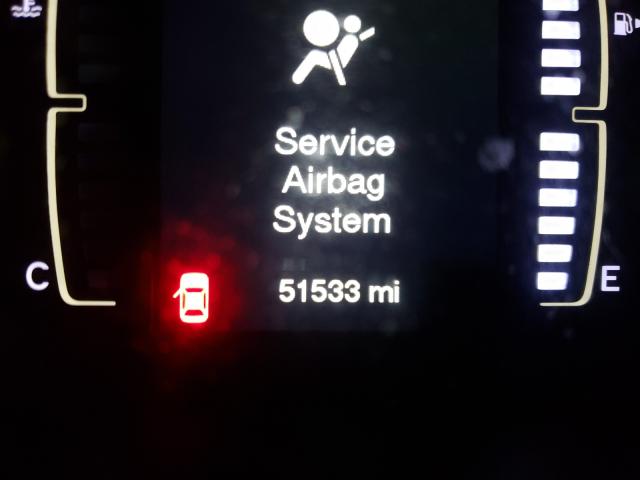 Service
Airbag
System
C
51533 mi
E